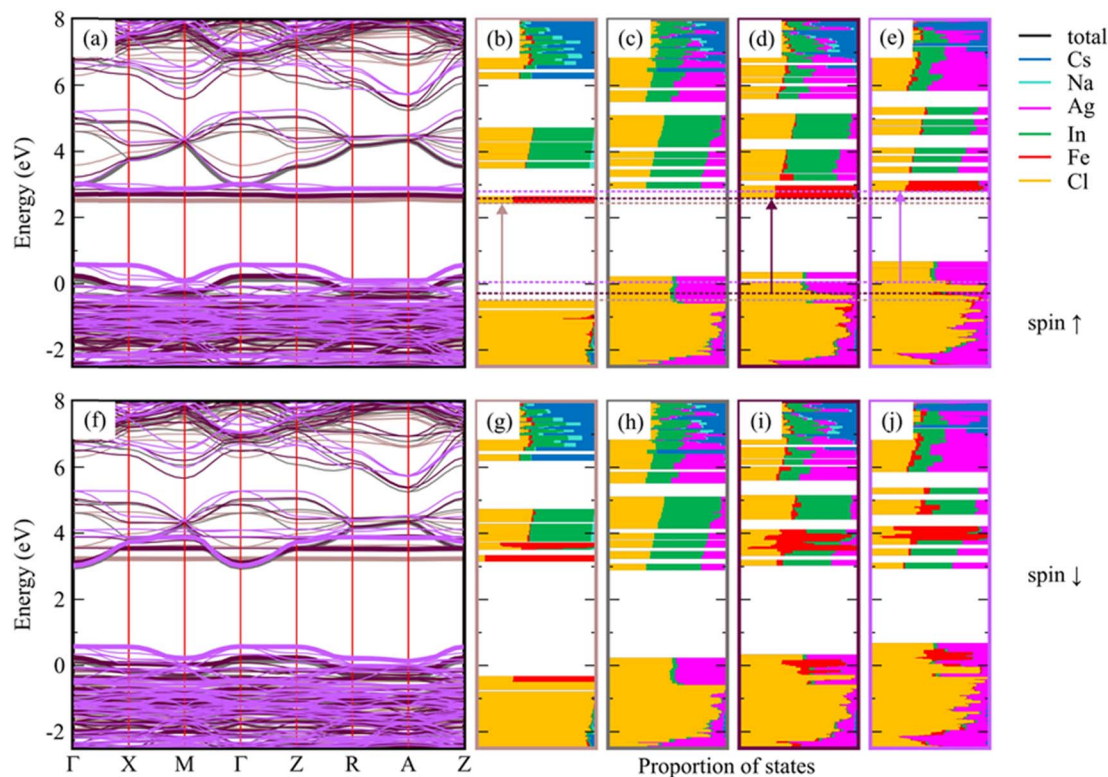 (a)
(b)
(c)
(d)
(e)
8
6
4
2
0
-2
Energy (eV)
total
Cs
Na
Ag
In
Fe
Cl
spin ↑
(f)
(g)
(h)
(i)
(j)
8
6
4
2
0
-2
Energy (eV)
spin ↓
Γ X M Γ Z R A Z
Proportion of states